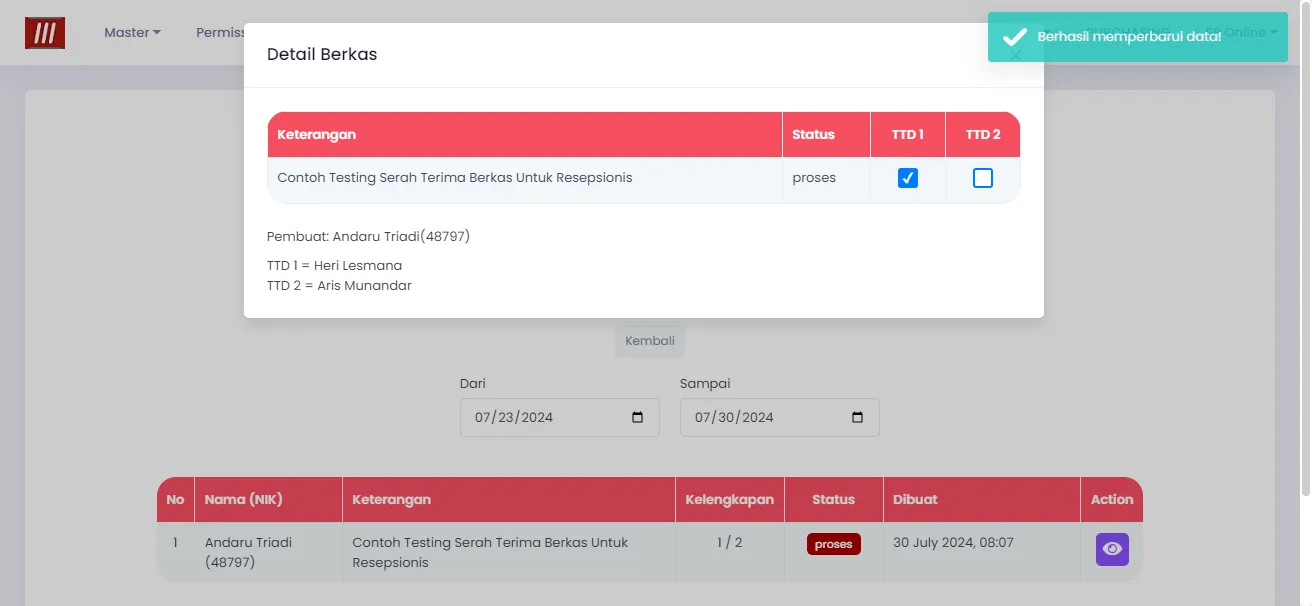 Master
Permiss
PURCHASING
SP Online
Berhasil memperbarui data!
Detail Berkas
Keterangan Status TTD 1 TTD 2
Contoh Testing Serah Terima Berkas Untuk Resepsionis proses
Pembuat: Andaru Triadi(48797)
TTD 1 = Heri Lesmana
TTD 2 = Aris Munandar
Kembali
Dari Sampai
07/23/2024 07/30/2024
No Nama (NIK) Keterangan Kelengkapan Status Dibuat Action
1 Andaru Triadi Contoh Testing Serah Terima Berkas Untuk 1 / 2 proses 30 July 2024, 08:07
(48797) Resepsionis